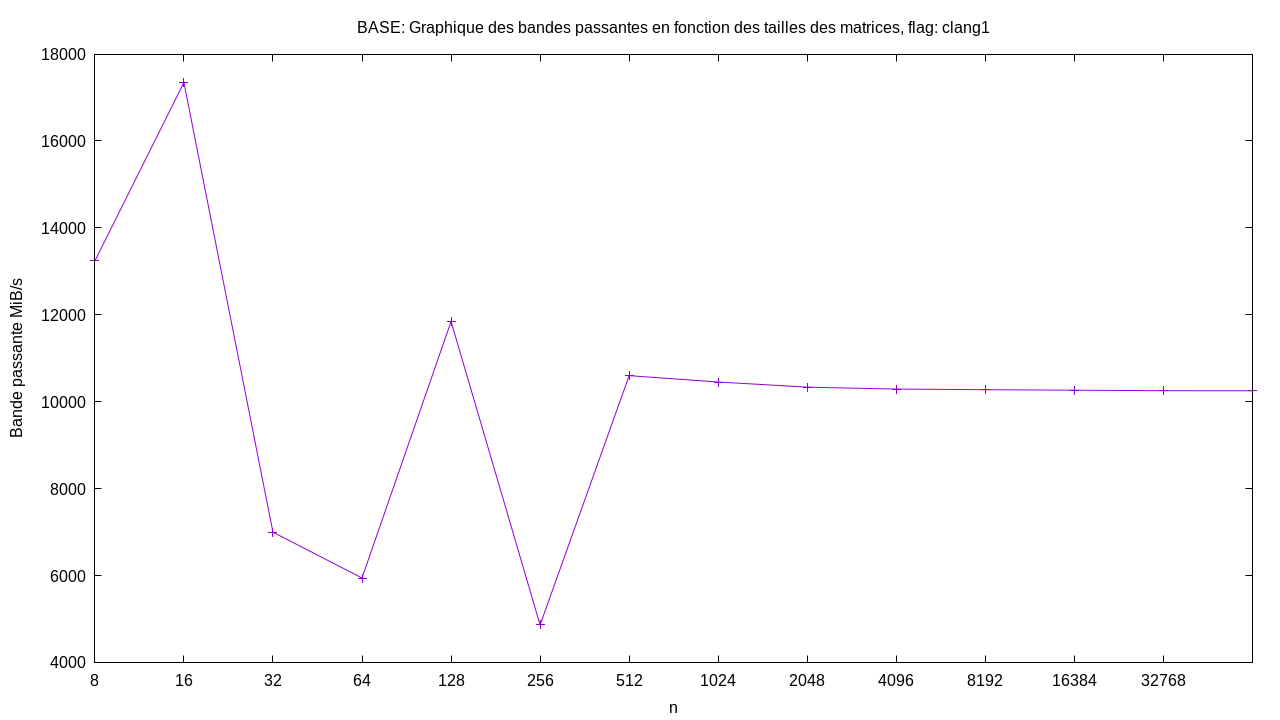 BASE: Graphique des bandes passantes en fonction des tailles des matrices, flag: clang1
18000
16000
14000
12000
10000
8000
6000
4000
Bande passante MiB/s
8 16 32 64 128 256 512 1024 2048 4096 8192 16384 32768
n